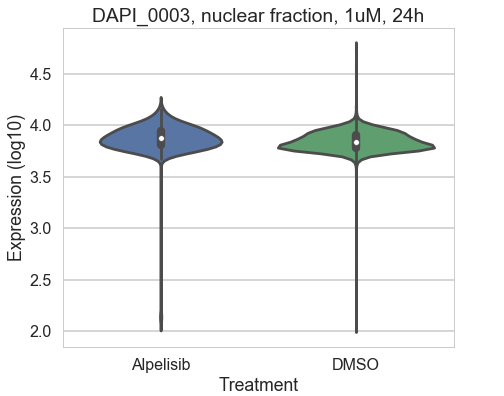 DAPI_0003, nuclear fraction, 1uM, 24h
Expression (log10)
4.5
4.0
3.5
3.0
2.5
2.0
Alpelisib DMSO
Treatment